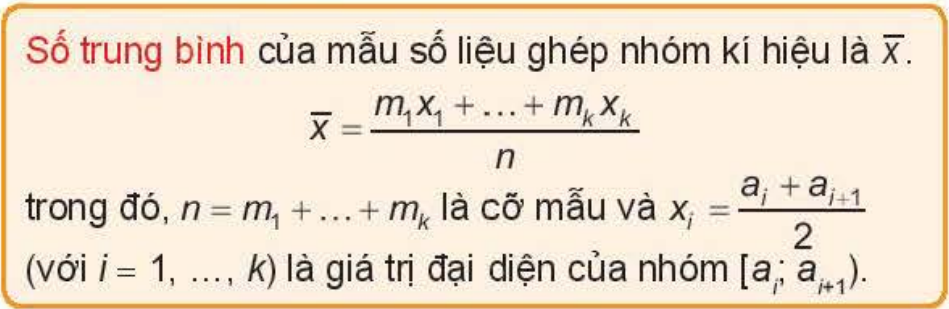 Số trung bình của mẫu số liệu ghép nhóm kí hiệu là x̄.
x̄ = (m₁x₁ + ... + mₖxₖ) / n
trong đó, n = m₁ + ... + mₖ là cỡ mẫu và xᵢ = (aᵢ + aᵢ₊₁) / 2
(với i = 1, ..., k) là giá trị đại diện của nhóm [aᵢ; aᵢ₊₁).